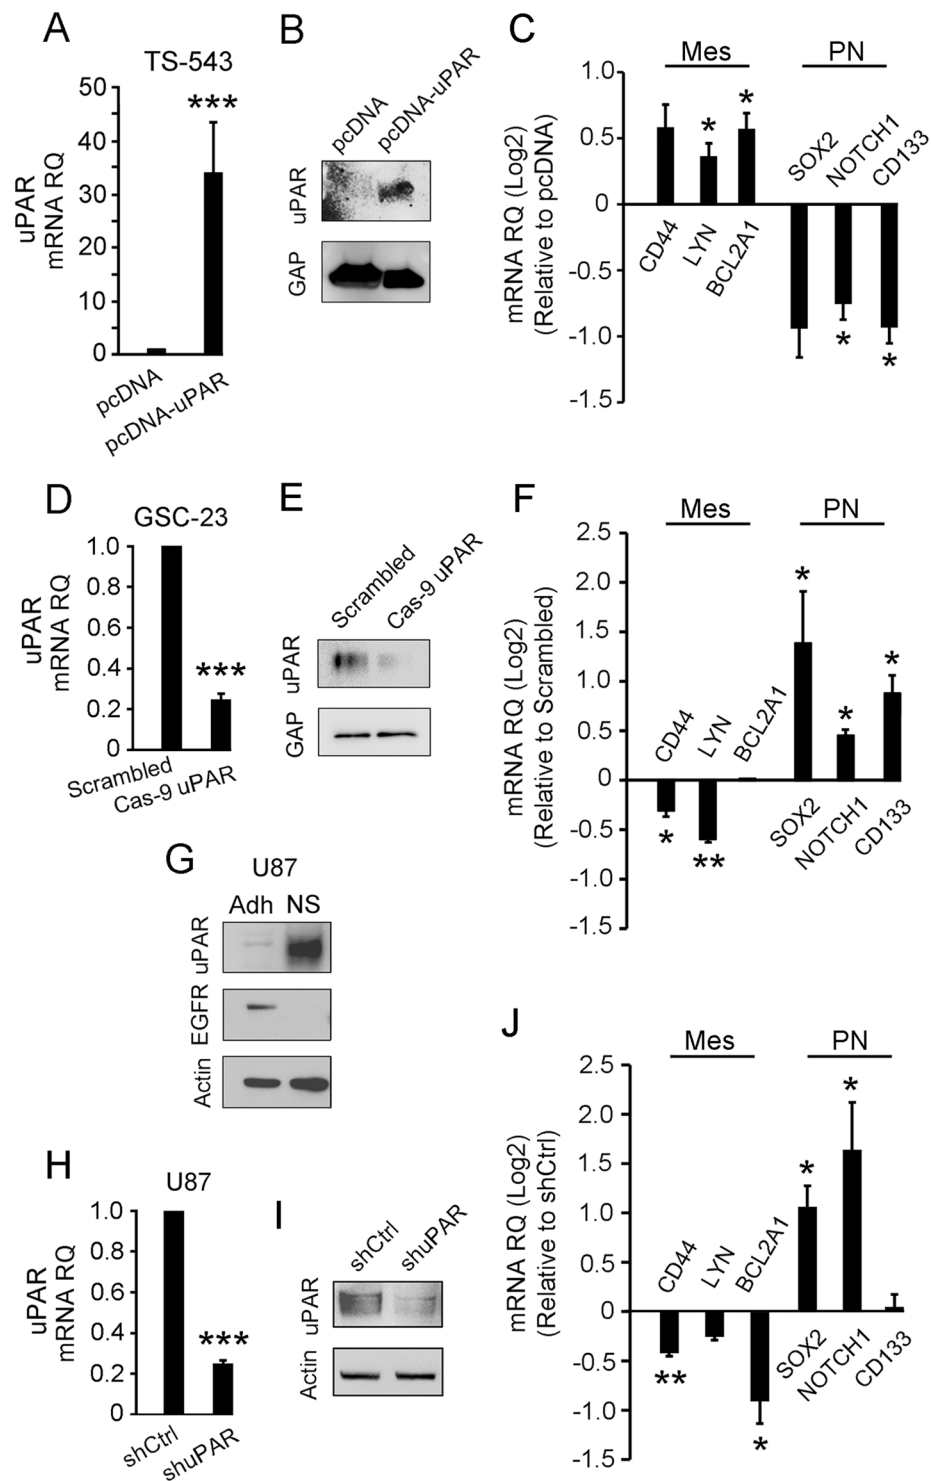 A
TS-543
uPAR
mRNA RQ
50
40
30
20
10
0
***
pcDNA
pcDNA-uPAR
B
pcDNA
pcDNA-uPAR
uPAR
GAP
C
Mes
PN
mRNA RQ (Log2)
(Relative to pcDNA)
1.0
0.5
0
-0.5
-1.0
-1.5
*
*
CD44
LYN
BCL2A1
SOX2
NOTCH1
CD133
*
*
D
GSC-23
uPAR
mRNA RQ
1.0
0.8
0.6
0.4
0.2
0
***
Scrambled
Cas-9 uPAR
E
Scrambled
Cas-9 uPAR
uPAR
GAP
F
Mes
PN
mRNA RQ (Log2)
(Relative to Scrambled)
2.5
2.0
1.5
1.0
0.5
0
-0.5
-1.0
-1.5
CD44
LYN
BCL2A1
*
**
*
*
*
SOX2
NOTCH1
CD133
G
U87
Adh NS
uPAR
EGFR
Actin
H
U87
uPAR
mRNA RQ
1.0
0.8
0.6
0.4
0.2
0
***
shCtrl
shuPAR
I
shCtrl
shuPAR
uPAR
Actin
J
Mes
PN
mRNA RQ (Log2)
(Relative to shCtrl)
2.5
2.0
1.5
1.0
0.5
0
-0.5
-1.0
-1.5
CD44
LYN
BCL2A1
**
*
*
*
SOX2
NOTCH1
CD133